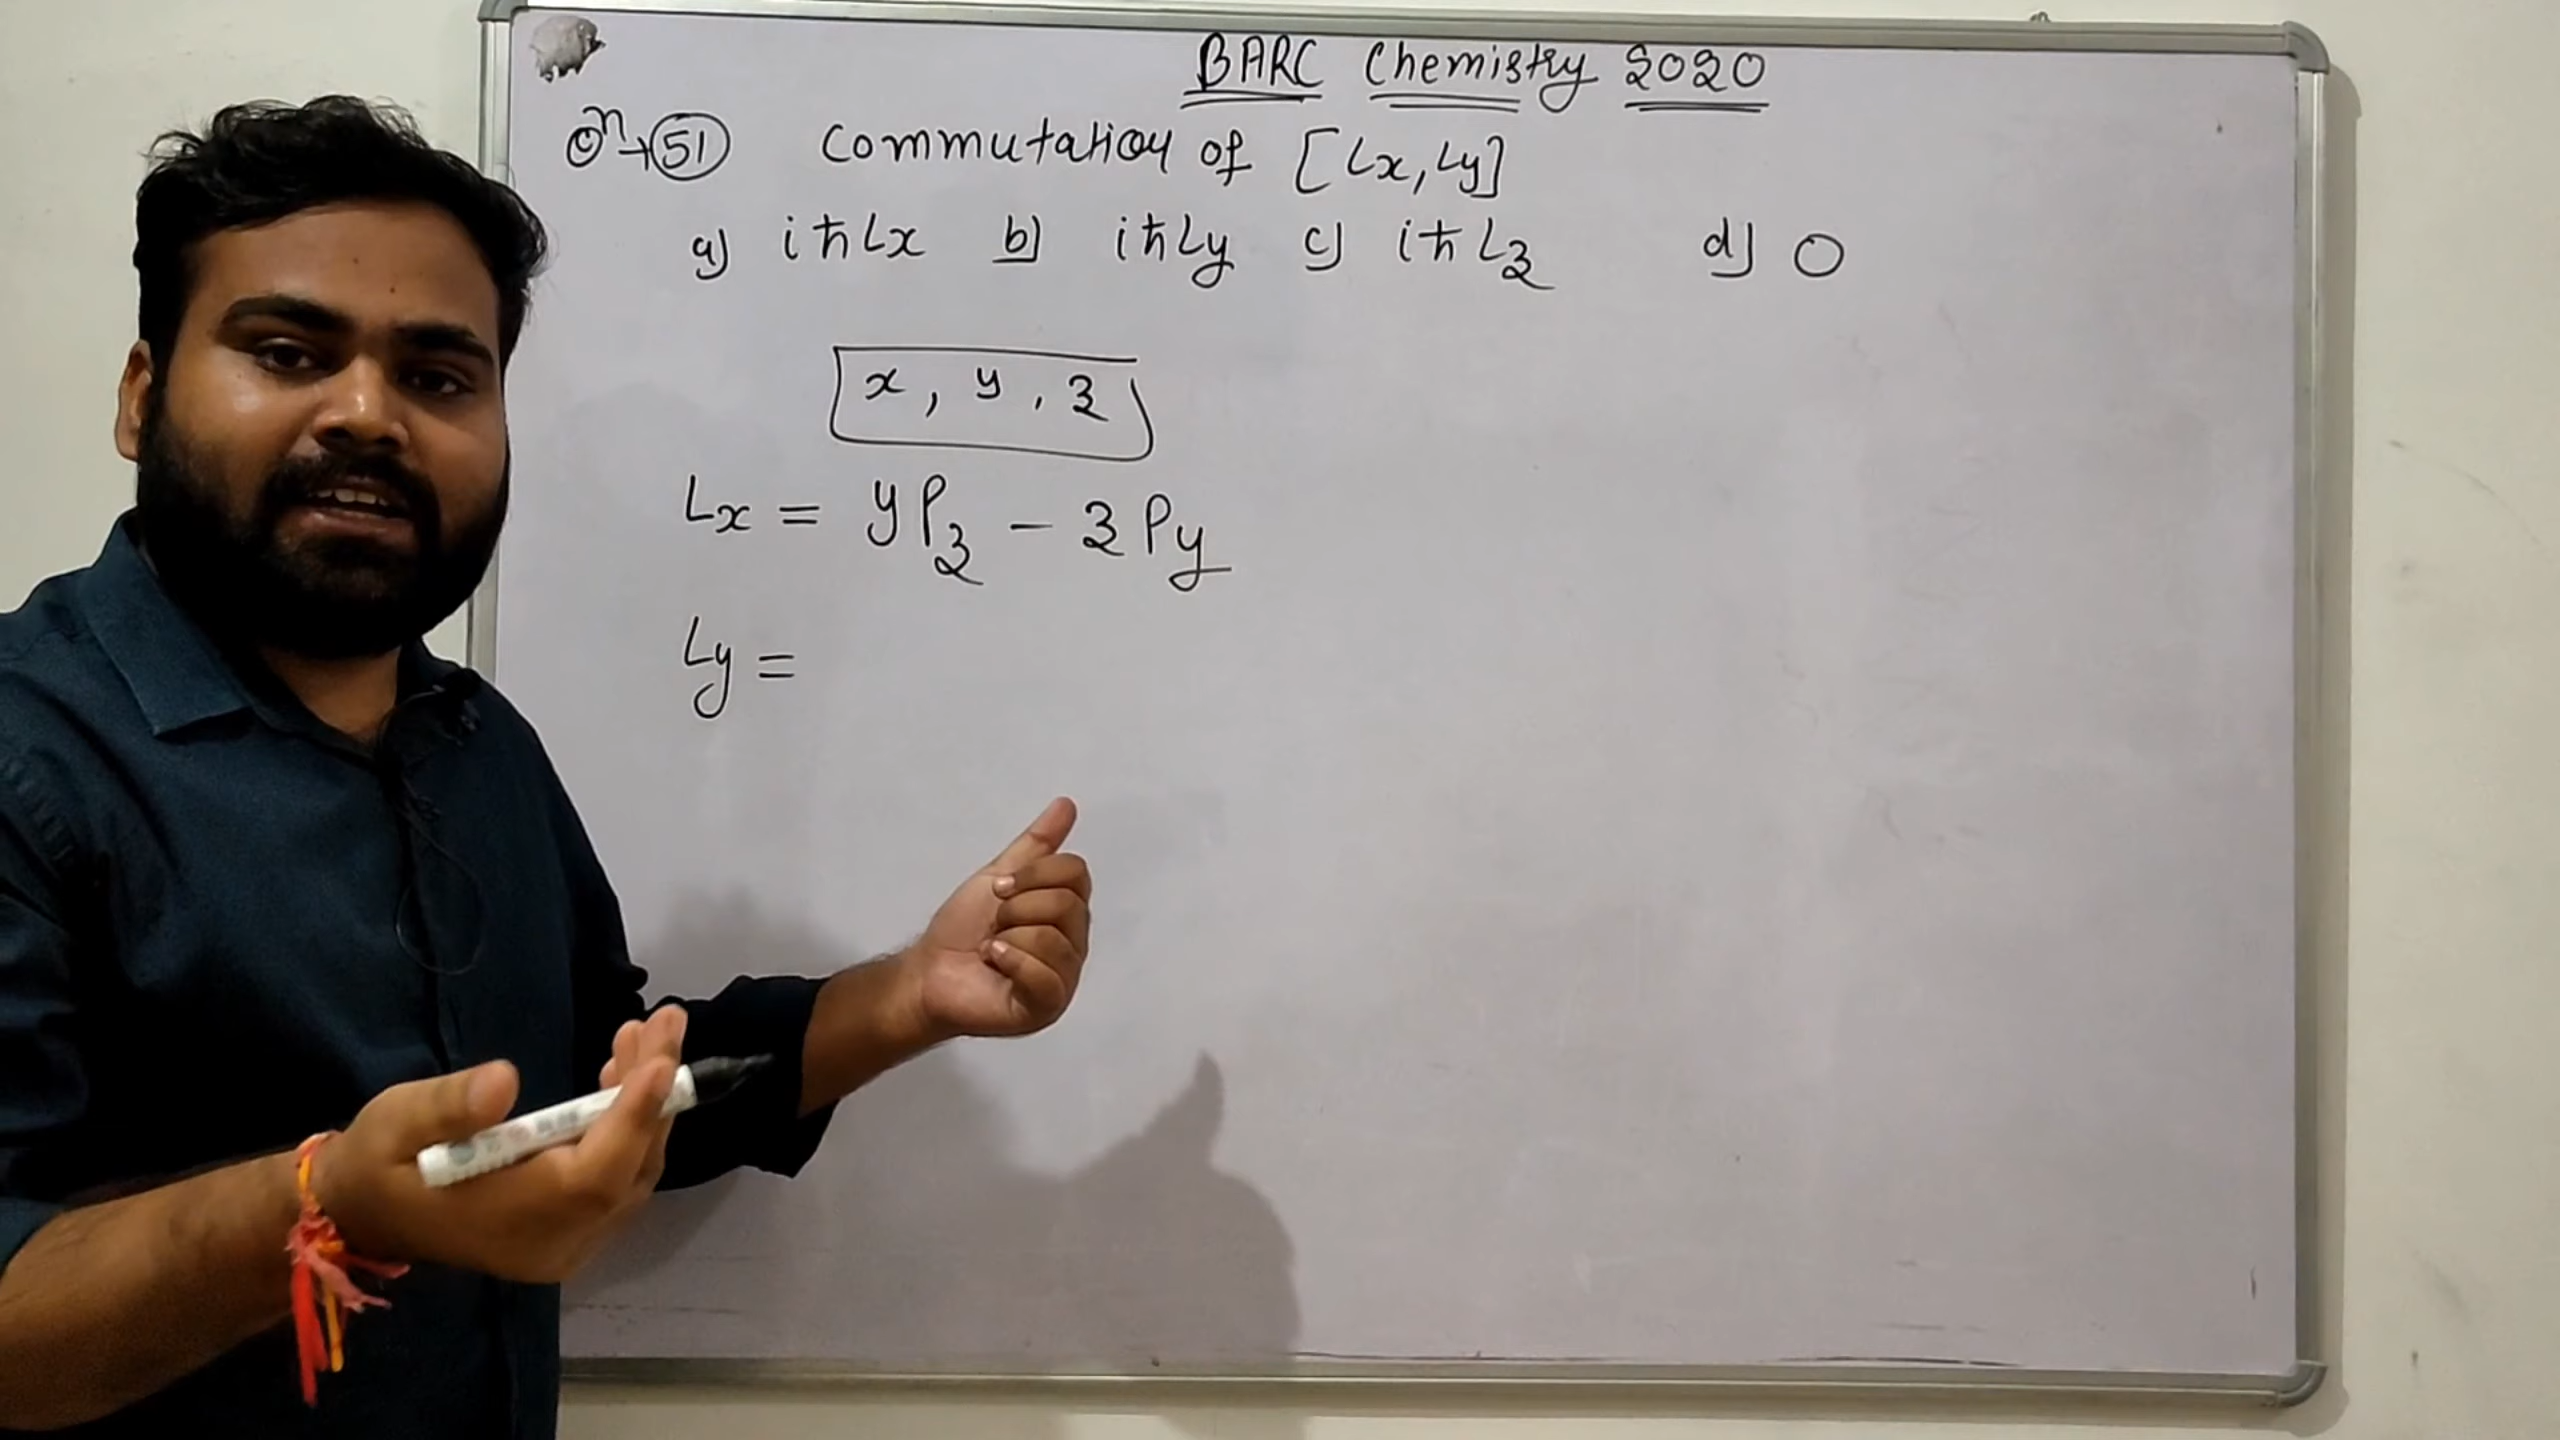 BARC Chemistry 2020
Qn→51 Commutation of [Lx, Ly]
a) iħLx b) iħLy c) iħLz d) 0
x, y, z
Lx = yPz - zPy
Ly =